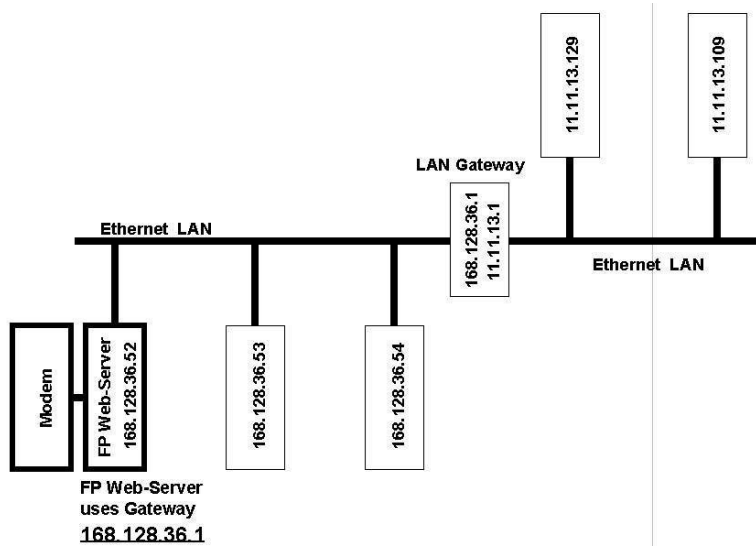 11.11.13.129
11.11.13.109
LAN Gateway
168.128.36.1
11.11.13.1
Ethernet LAN
Ethernet LAN
Modem
FP Web-Server
168.128.36.52
168.128.36.53
168.128.36.54
FP Web-Server
uses Gateway
168.128.36.1